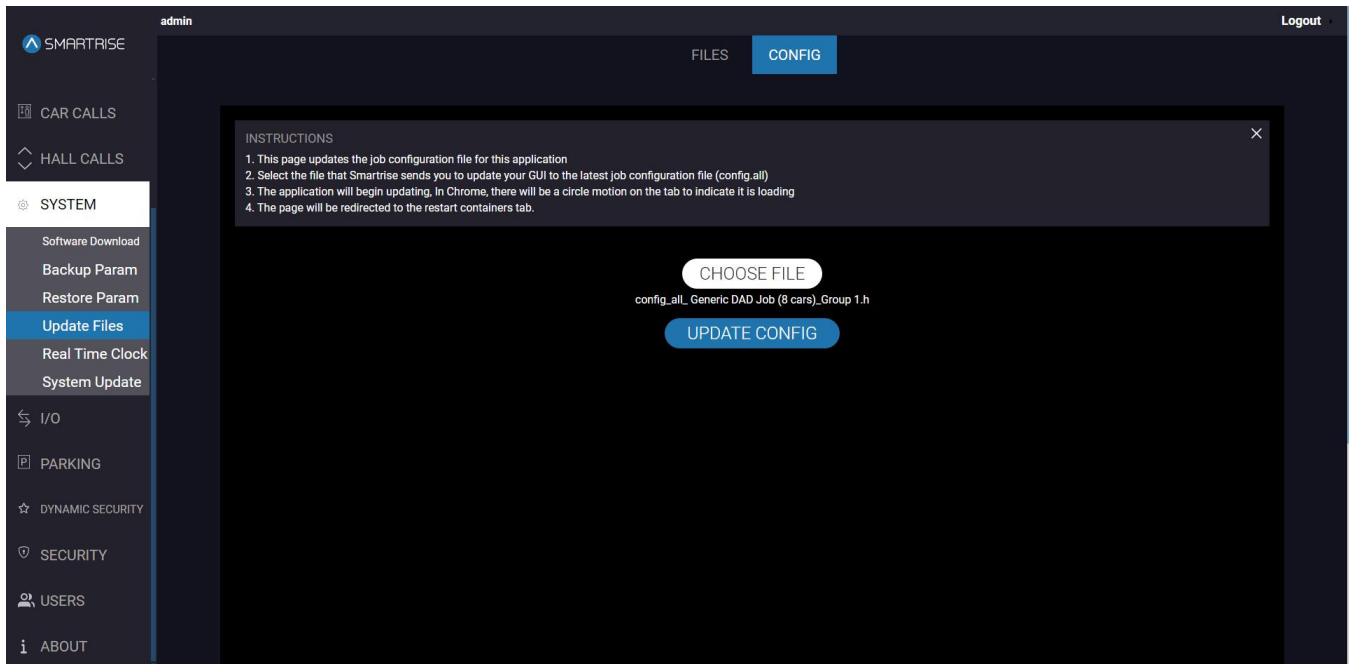 admin
Logout
SMARTRISE
FILES
CONFIG
CAR CALLS
HALL CALLS
SYSTEM
Software Download
Backup Param
Restore Param
Update Files
Real Time Clock
System Update
I/O
PARKING
DYNAMIC SECURITY
SECURITY
USERS
ABOUT
INSTRUCTIONS
1. This page updates the job configuration file for this application
2. Select the file that Smartrise sends you to update your GUI to the latest job configuration file (config.all)
3. The application will begin updating, In Chrome, there will be a circle motion on the tab to indicate it is loading
4. The page will be redirected to the restart containers tab.
CHOOSE FILE
config_all_ Generic DAD Job (8 cars)_Group 1.h
UPDATE CONFIG